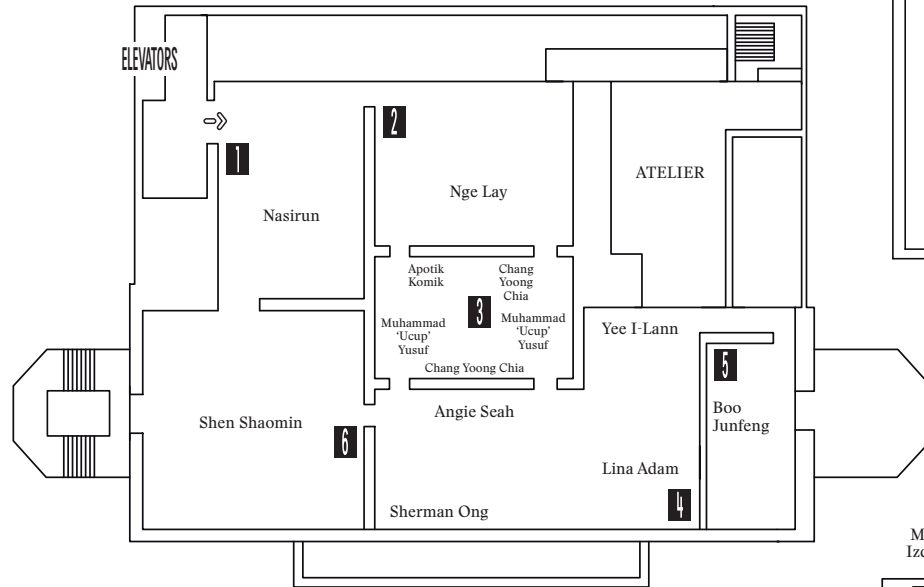 ELEVATORS
1
2
ATELIER
Nge Lay
Nasirun
Apotik
Komik
Chang
Yoong
Chia
3
Muhammad
‘Ucup’
Yusuf
Muhammad
‘Ucup’
Yusuf
Chang Yoong Chia
Yee I-Lann
5
Boo
Junfeng
Angie Seah
Shen Shaomin
6
Lina Adam
4
Sherman Ong